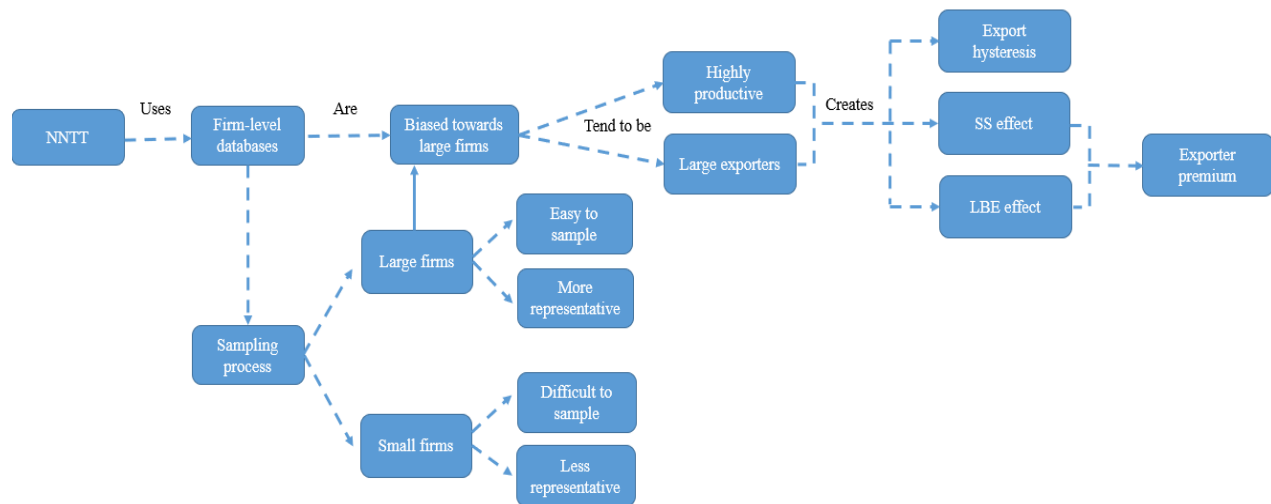 NNTT
Uses
Firm-level
databases
Are
Biased towards
large firms
Tend to be
Highly
productive
Large exporters
Creates
Export
hysteresis
SS effect
LBE effect
Exporter
premium
Sampling
process
Large firms
Easy to
sample
More
representative
Small firms
Difficult to
sample
Less
representative